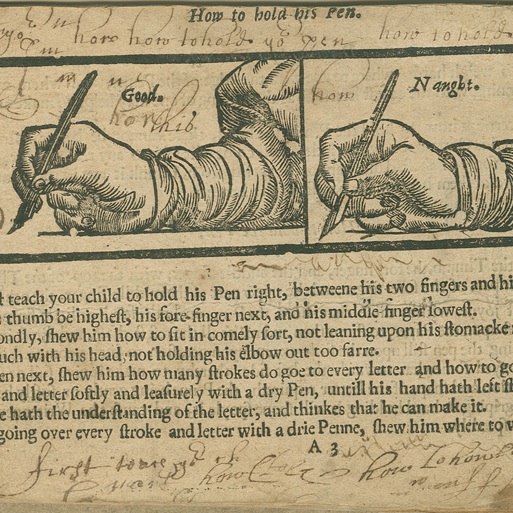 How to hold his Pen.
how how to hold yor pen how to hold
Good.
how
Naught.
t teach your child to hold his Pen right, betweene his two fingers and hi
thumb be highest, his fore-finger next, and his middle finger lowest.
ondly, shew him how to sit in comely sort, not leaning upon his stomacke
uch with his head, not holding his elbow out too farre.
en next, shew him how many strokes do goe to every letter and how to go
and letter softly and leasurely with a dry Pen, untill his hand hath left st
e hath the understanding of the letter, and thinkes that he can make it.
going over every stroke and letter with a drie Penne, shew him where to
A 3
first
how
how to